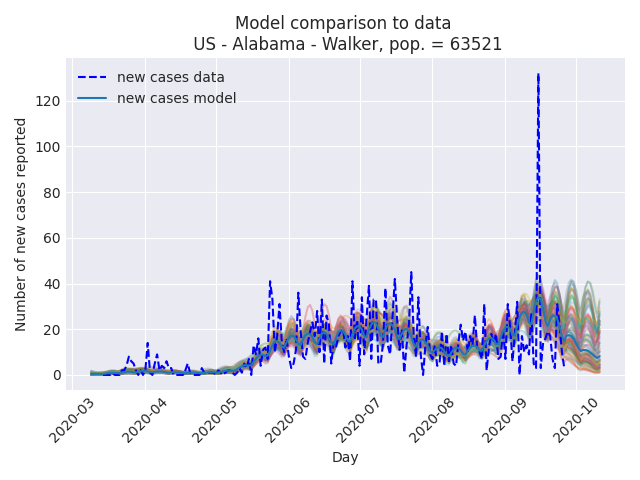 Model comparison to data
US - Alabama - Walker, pop. = 63521
new cases data
new cases model
Number of new cases reported
120
100
80
60
40
20
0
2020-03
2020-04
2020-05
2020-06
2020-07
2020-08
2020-09
2020-10
Day